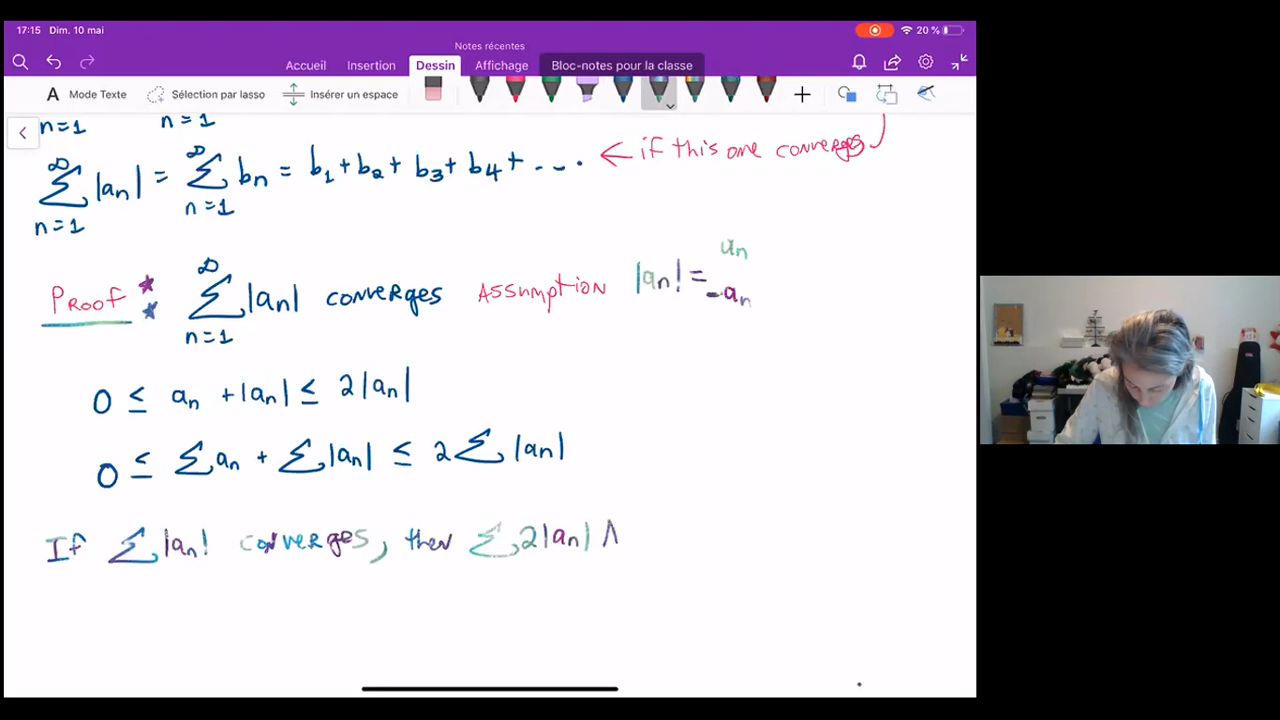 17:15 Dim. 10 mai
20 %
Notes récentes
Accueil Insertion Dessin Affichage Bloc-notes pour la classe
A Mode Texte Sélection par lasso Insérer un espace
n=1 n=1
∞ ∑ n=1 |an| = ∞ ∑ n=1 bn = b1 + b2 + b3 + b4 + ... ← if this one converges
Proof ∞ ∑ n=1 |an| converges Assumption |an| = an -an
0 ≤ an + |an| ≤ 2|an|
0 ≤ ∑an + ∑|an| ≤ 2∑|an|
If ∑|an| converges, then ∑2|an| Λ